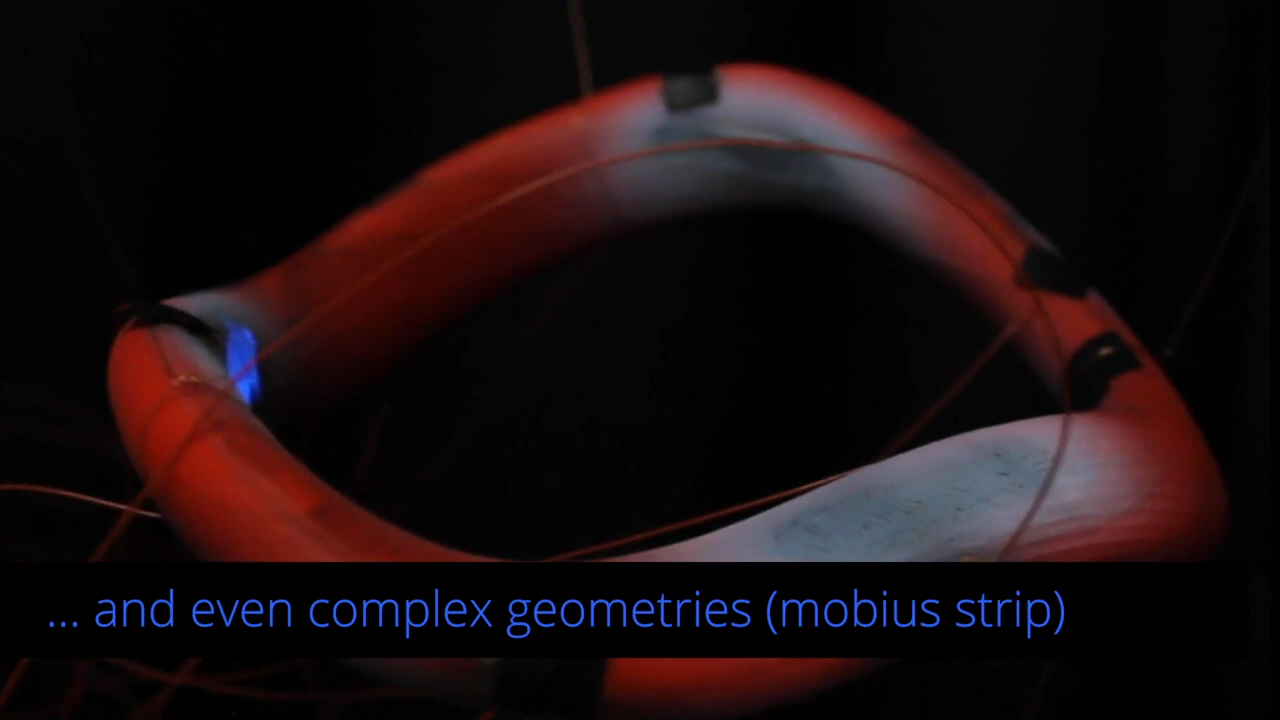 ... and even complex geometries (mobius strip)